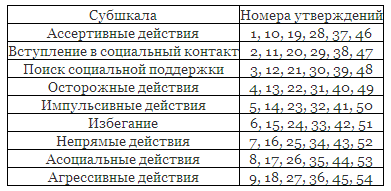 Субшкала Номера утверждений
Ассертивные действия 1, 10, 19, 28, 37, 46
Вступление в социальный контакт 2, 11, 20, 29, 38, 47
Поиск социальной поддержки 3, 12, 21, 30, 39, 48
Осторожные действия 4, 13, 22, 31, 40, 49
Импульсивные действия 5, 14, 23, 32, 41, 50
Избегание 6, 15, 24, 33, 42, 51
Непрямые действия 7, 16, 25, 34, 43, 52
Асоциальные действия 8, 17, 26, 35, 44, 53
Агрессивные действия 9, 18, 27, 36, 45, 54